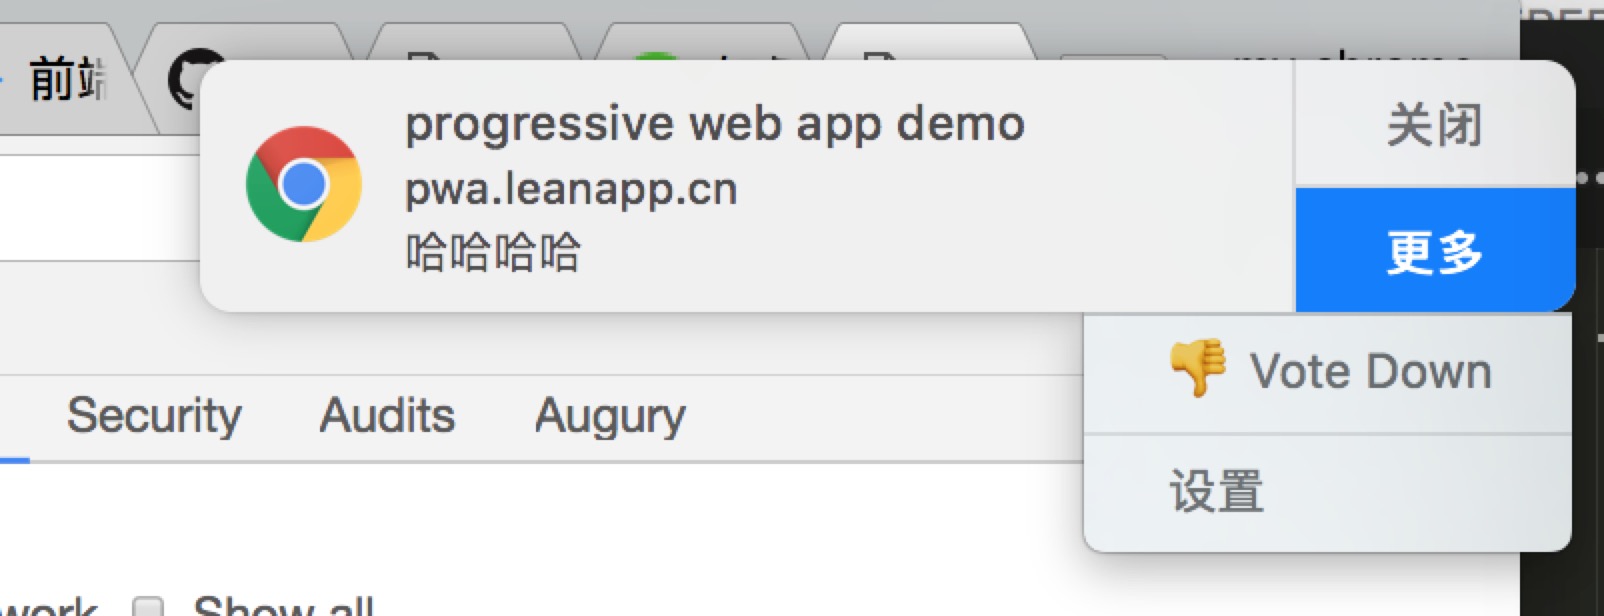 前端
progressive web app demo
pwa.leanapp.cn
哈哈哈哈
关闭
更多
Vote Down
设置
Security
Audits
Augury
Show all